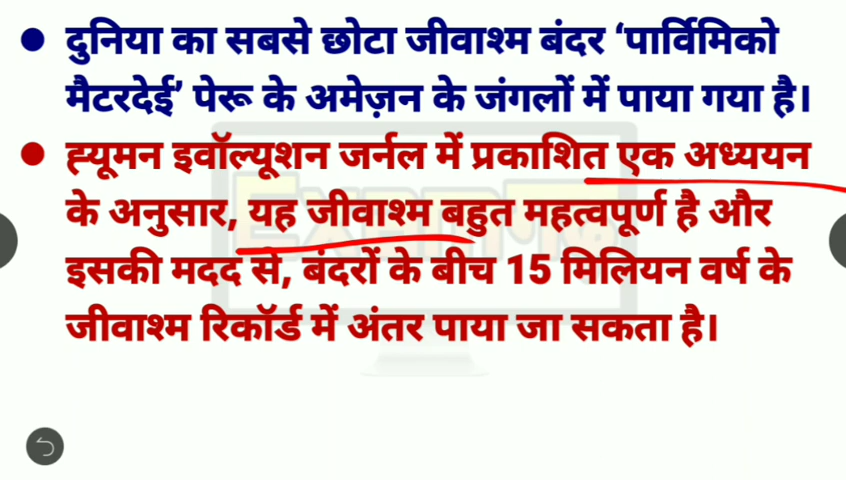 दुनिया का सबसे छोटा जीवाश्म बंदर ‘पार्विमिको
मैटरदेई’ पेरू के अमेज़न के जंगलों में पाया गया है।
ह्यूमन इवॉल्यूशन जर्नल में प्रकाशित एक अध्ययन
के अनुसार, यह जीवाश्म बहुत महत्वपूर्ण है और
इसकी मदद से, बंदरों के बीच 15 मिलियन वर्ष के
जीवाश्म रिकॉर्ड में अंतर पाया जा सकता है।